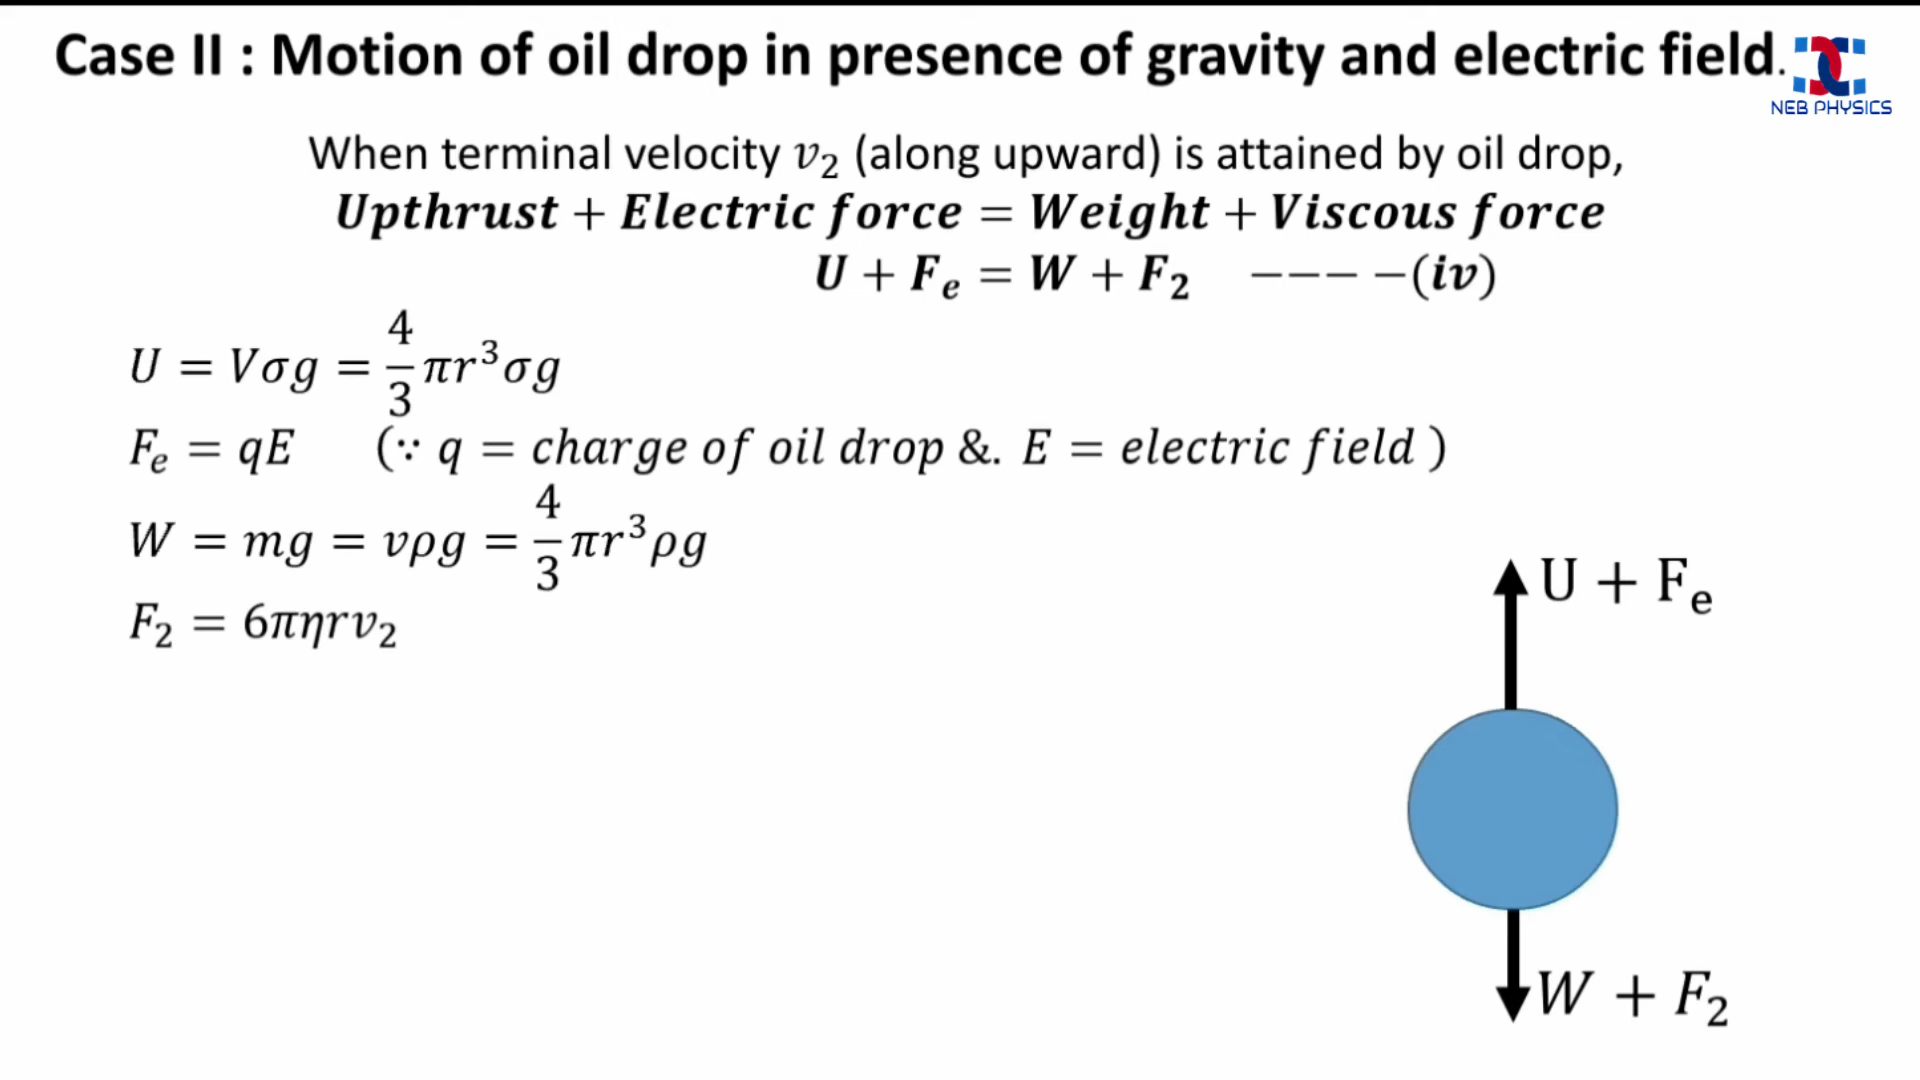 Case II : Motion of oil drop in presence of gravity and electric field.
NEB PHYSICS
When terminal velocity v₂ (along upward) is attained by oil drop,
Upthrust + Electric force = Weight + Viscous force
U + Fₑ = W + F₂ −−− −(iv)
U = Vσg = 4/3 πr³σg
Fₑ = qE (∵ q = charge of oil drop &. E = electric field )
W = mg = vρg = 4/3 πr³ρg
F₂ = 6πηrv₂
U + Fₑ
W + F₂